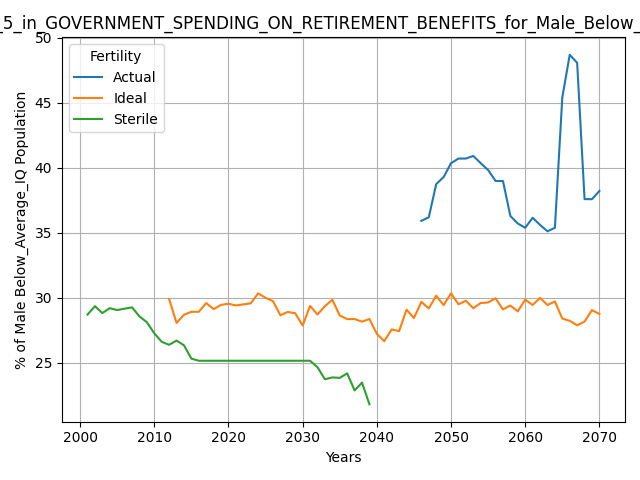 _5_in_GOVERNMENT_SPENDING_ON_RETIREMENT_BENEFITS_for_Male_Below_
50
45
40
35
30
25
% of Male Below_Average_IQ Population
Fertility
Actual
Ideal
Sterile
2000 2010 2020 2030 2040 2050 2060 2070
Years